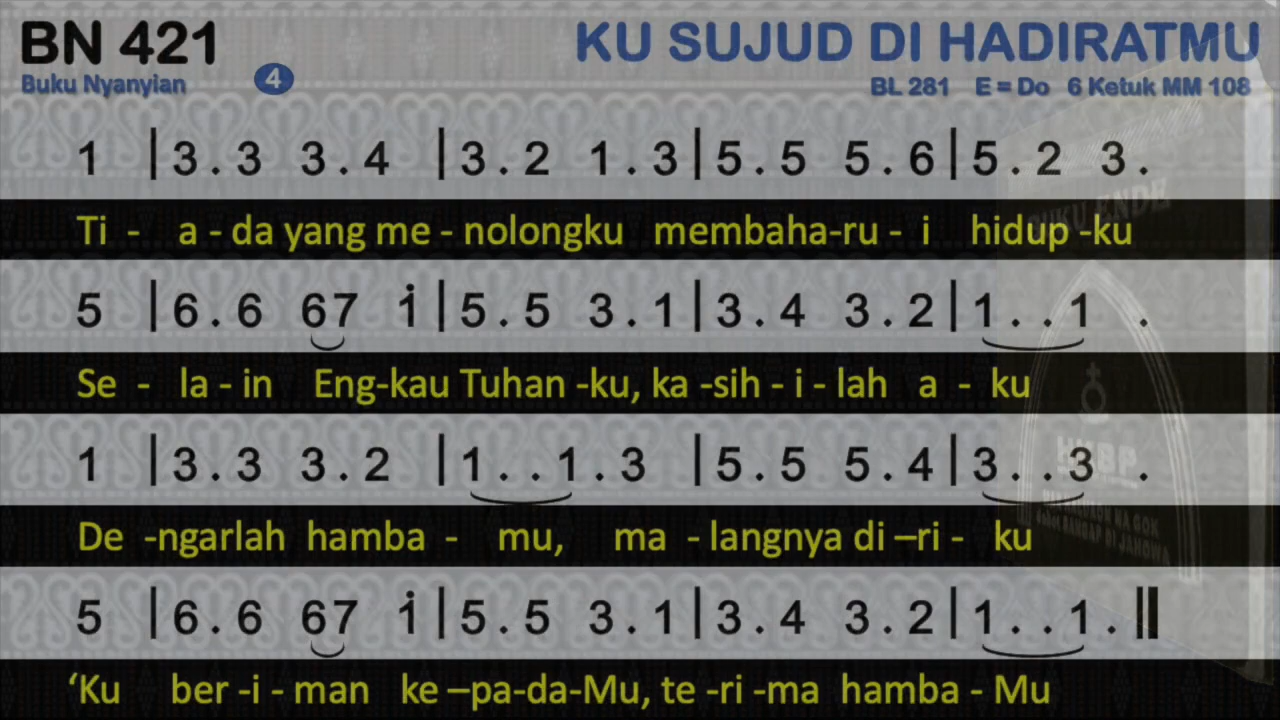 BN 421
KU SUJUD DI HADIRATMU
Buku Nyanyian
4
BL 281 E = Do 6 Ketuk MM 108
1 | 3 . 3 3 . 4 | 3 . 2 1 . 3 | 5 . 5 5 . 6 | 5 . 2 3 .
Ti - a - da yang me - nolongku membaha-ru - i hidup -ku
5 | 6 . 6 67 i | 5 . 5 3 . 1 | 3 . 4 3 . 2 | 1 . . 1 .
Se - la - in Eng-kau Tuhan -ku, ka -sih - i - lah a - ku
1 | 3 . 3 3 . 2 | 1 . . 1 . 3 | 5 . 5 5 . 4 | 3 . . 3 .
De -ngarlah hamba - mu, ma - langnya di –ri - ku
5 | 6 . 6 67 i | 5 . 5 3 . 1 | 3 . 4 3 . 2 | 1 . . 1 . ||
‘Ku ber -i - man ke –pa-da-Mu, te -ri -ma hamba - Mu
BUKU ENDE
HKBP